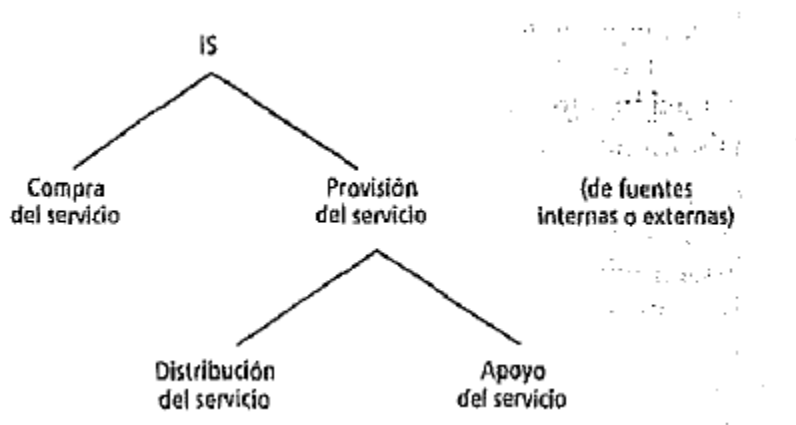 IS
Compra
del servicio
Provisión
del servicio
(de fuentes
internas o externas)
Distribución
del servicio
Apoyo
del servicio